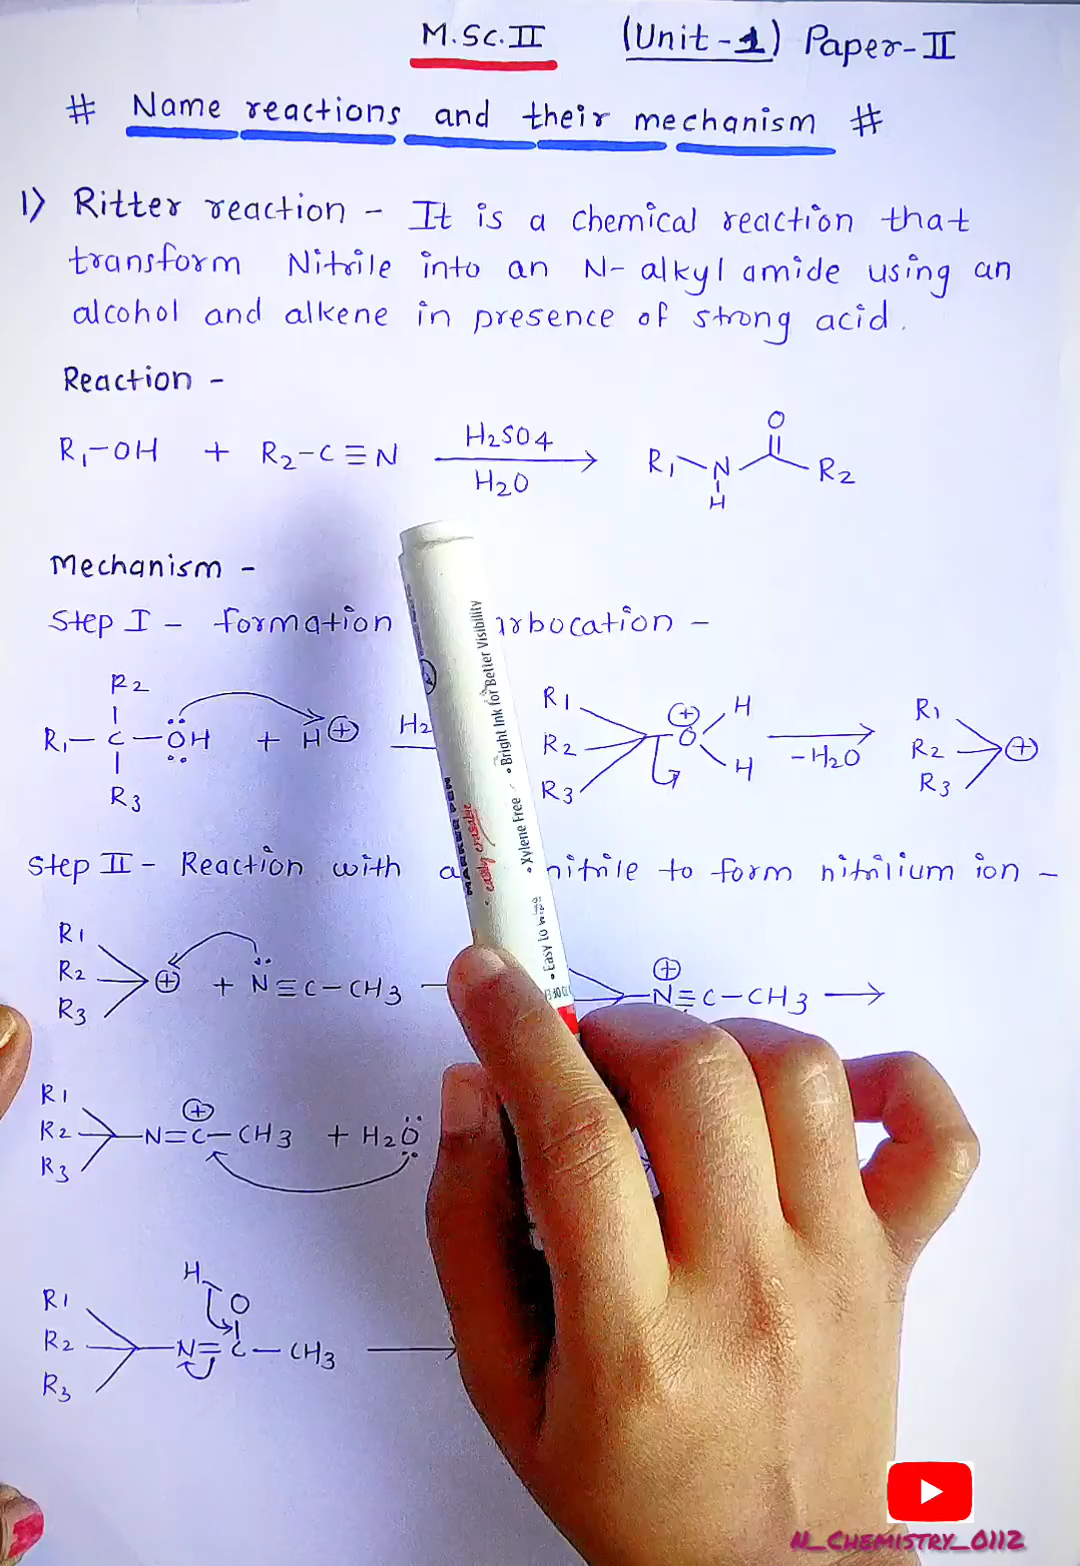 M.Sc.II (Unit-1) Paper-II
# Name reactions and their mechanism #
1) Ritter reaction - It is a chemical reaction that
transform Nitrile into an N-alkyl amide using an
alcohol and alkene in presence of strong acid.
Reaction -
R1-OH + R2-C≡N H2SO4 H2O R1 N H O R2
Mechanism -
Step I - formation carbocation -
R2
R1-C-OH + H⊕ H2
R3
R1 R2 R3 ⊕ O H H -H2O R1 R2 R3 ⊕
Step II - Reaction with nitrile to form nitrilium ion -
R1
R2 ⊕ + N≡C-CH3
R3
⊕
N≡C-CH3 →
R1
R2 N=C-CH3 + H2O
R3
⊕
H
R1 O
R2 N=C-CH3 →
R3
• Bright Ink for Better Visibility
• Xylene Free
• easily erasable
N_CHEMISTRY_0112